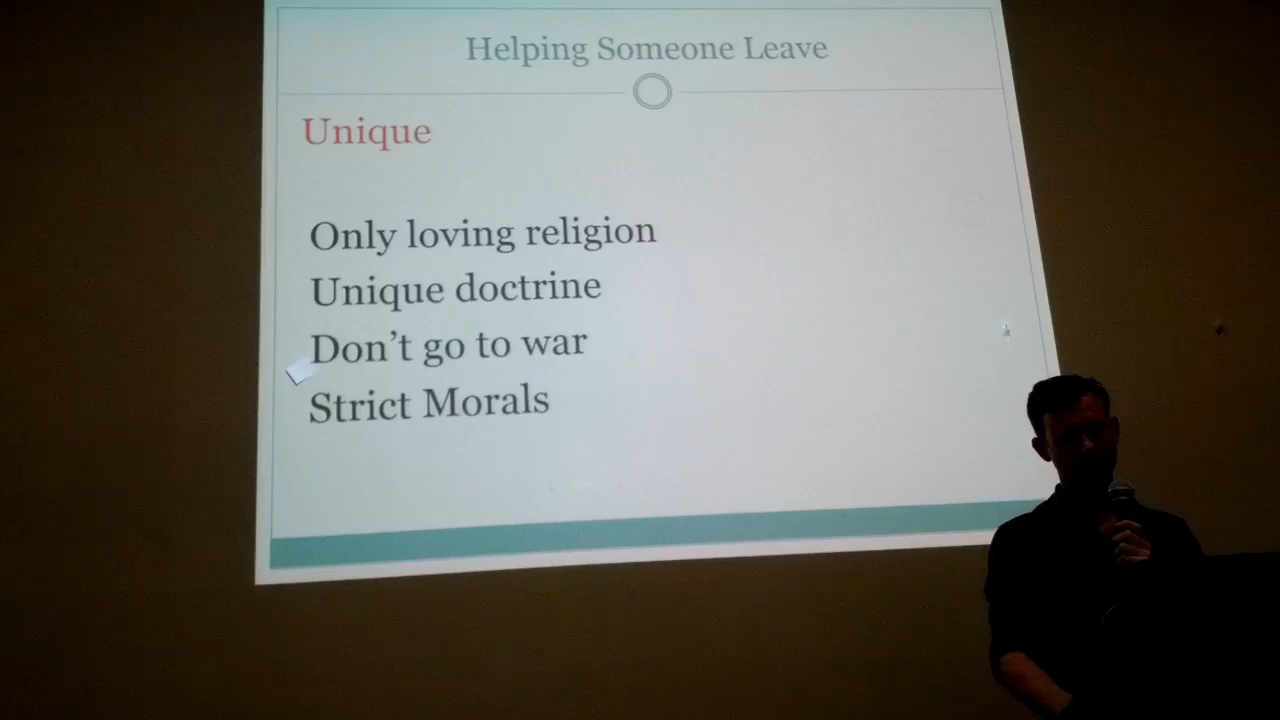 Helping Someone Leave
Unique
Only loving religion
Unique doctrine
Don't go to war
Strict Morals